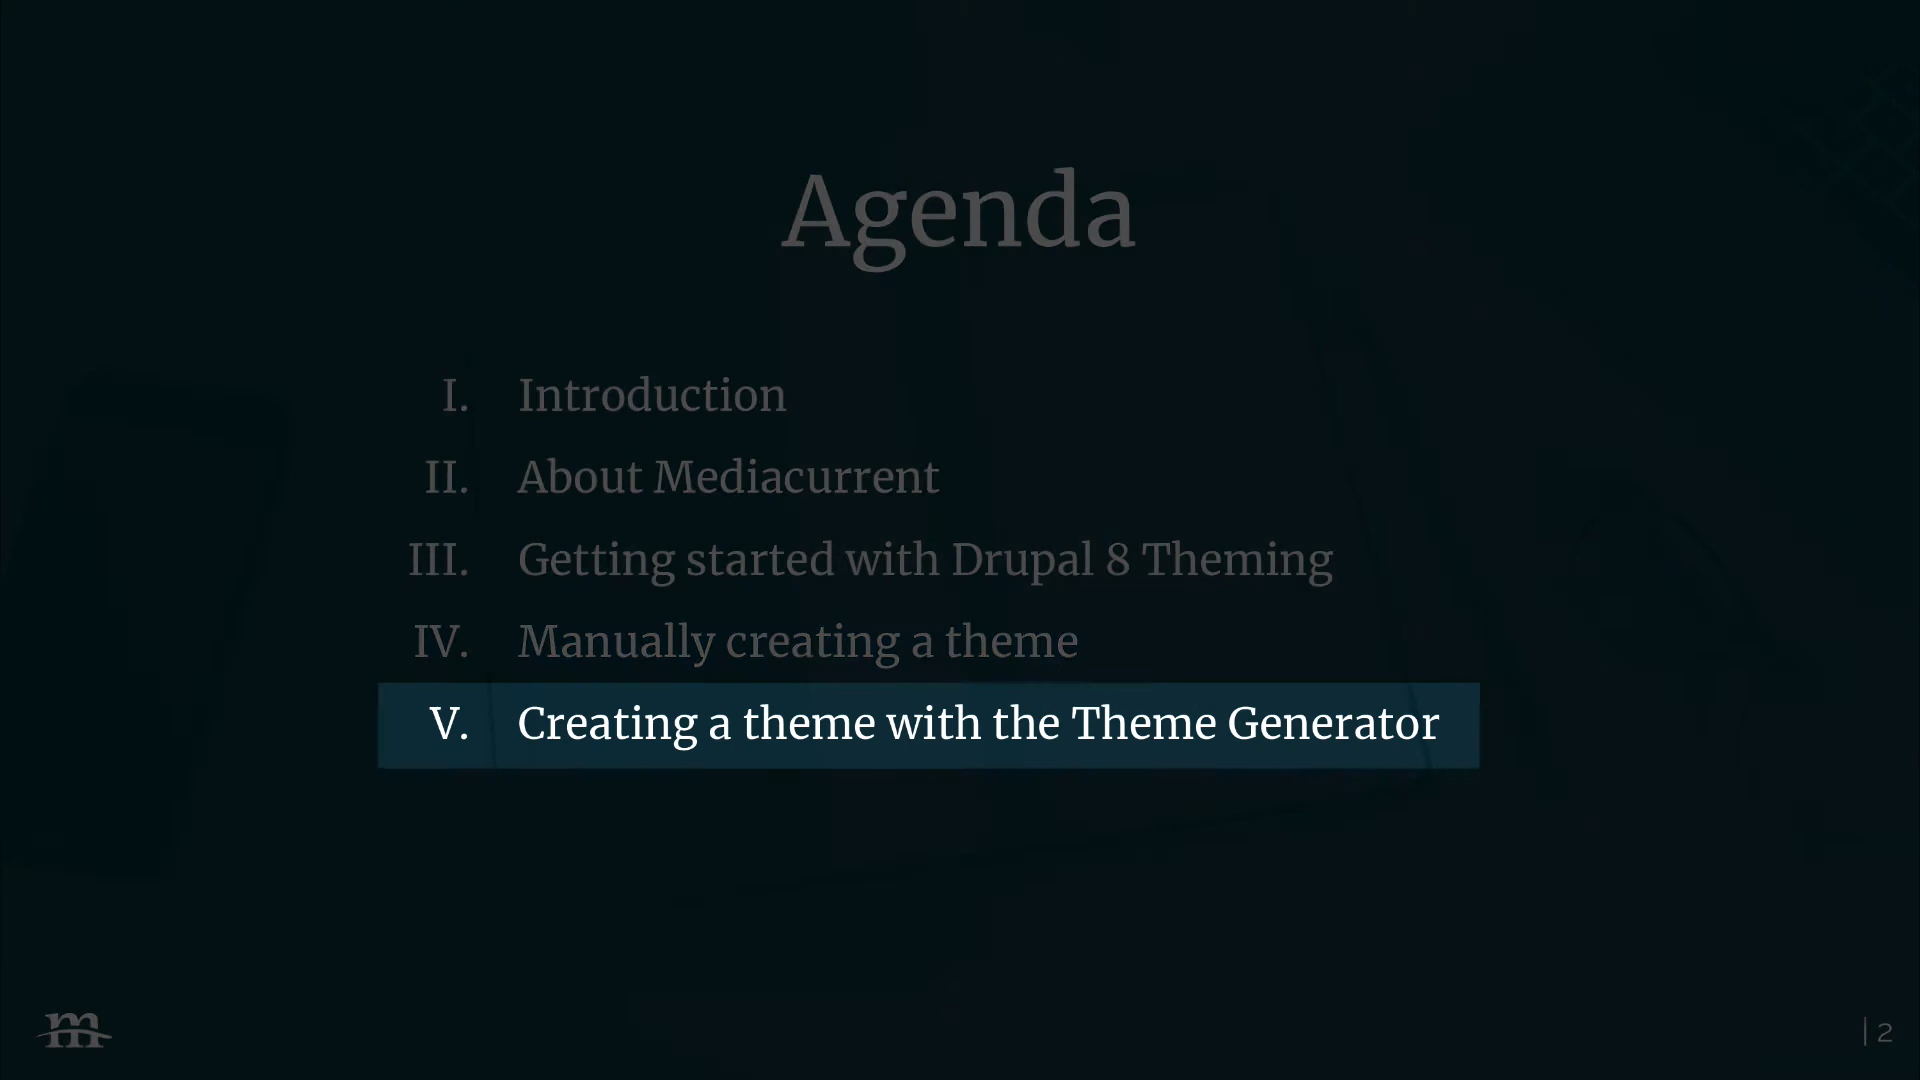 Agenda
I. Introduction
II. About Mediacurrent
III. Getting started with Drupal 8 Theming
IV. Manually creating a theme
V. Creating a theme with the Theme Generator
m
| 2